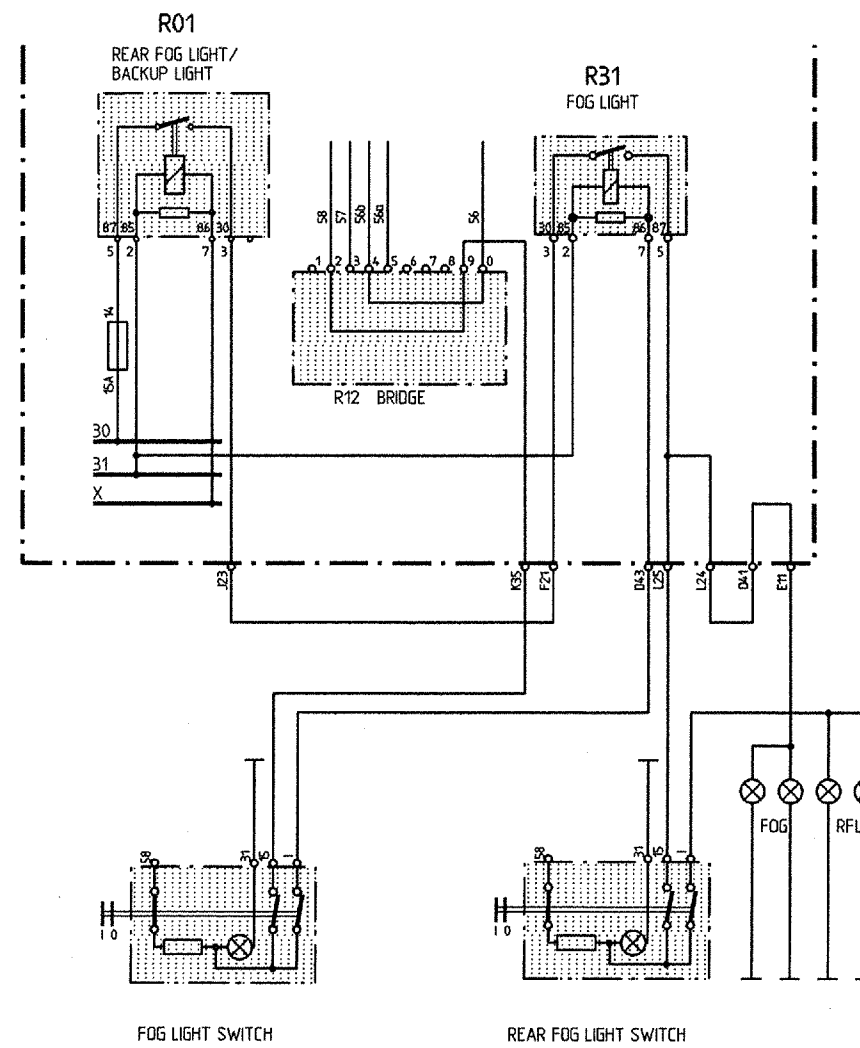 R01
REAR FOG LIGHT/
BACKUP LIGHT
R31
FOG LIGHT
87 85 86 30
5 2 7 3
58 57 56b 56a 56
1 2 3 4 5 6 7 8 9 0
30 85 86 87
3 2 7 5
14
15A
R12 BRIDGE
30
31
X
J23 K35 F21 D43 L25 L24 D41 E11
FOG RFL
58 31 15 I
58 31 15 I
I 0
I 0
FOG LIGHT SWITCH
REAR FOG LIGHT SWITCH